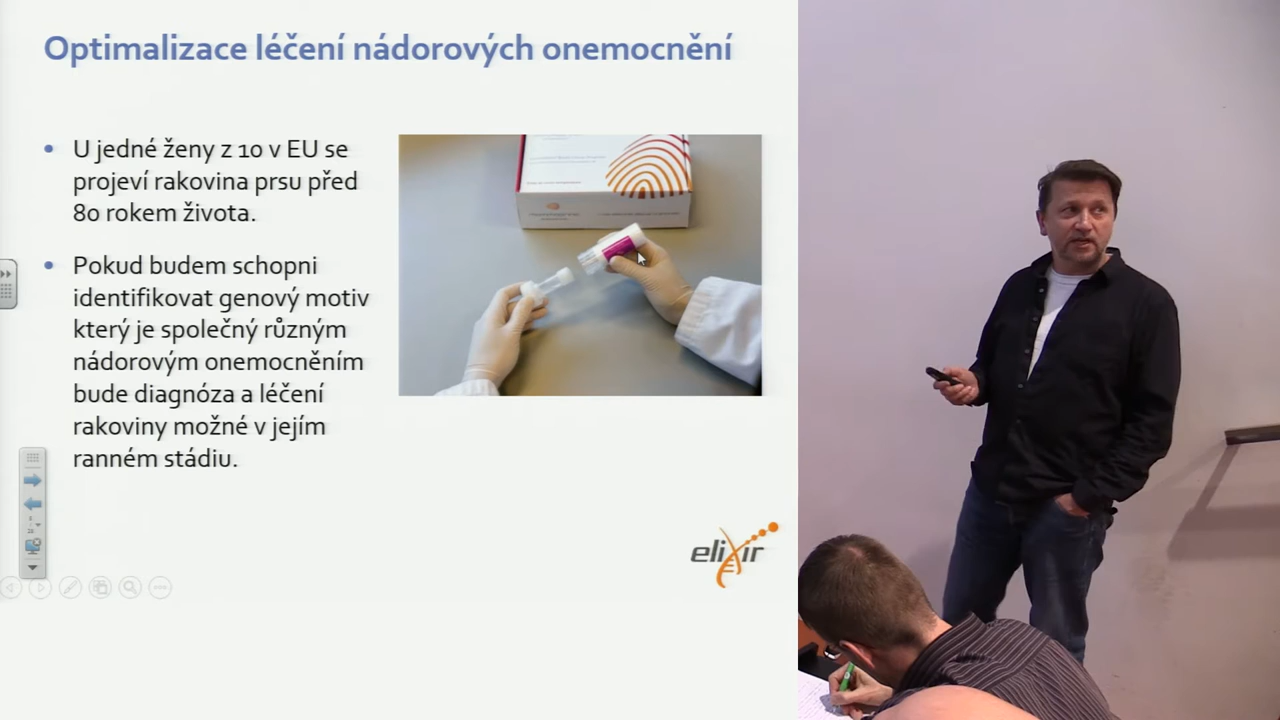 Optimalizace léčení nádorových onemocnění
• U jedné ženy z 10 v EU se
projeví rakovina prsu před
80 rokem života.
• Pokud budem schopni
identifikovat genový motiv
který je společný různým
nádorovým onemocněním
bude diagnóza a léčení
rakoviny možné v jejím
ranném stádiu.
elixir